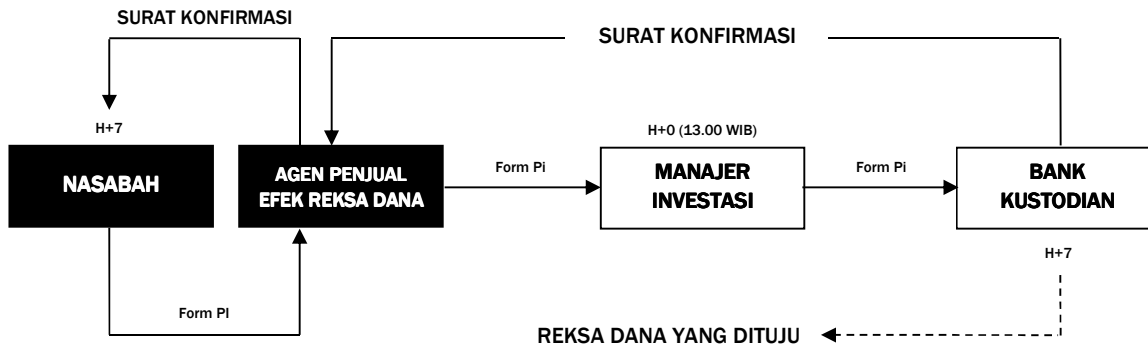 SURAT KONFIRMASI
SURAT KONFIRMASI
H+7
H+0 (13.00 WIB)
NASABAH
AGEN PENJUAL
EFEK REKSA DANA
Form Pi
MANAJER
INVESTASI
Form Pi
BANK
KUSTODIAN
H+7
Form PI
REKSA DANA YANG DITUJU